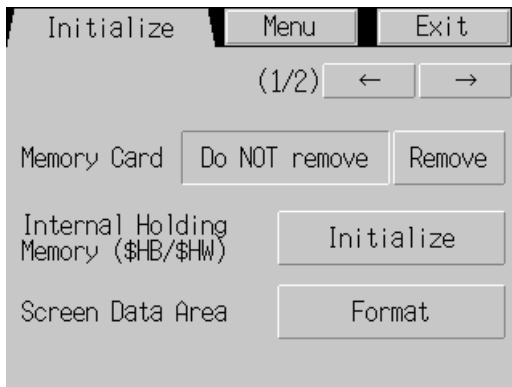 Initialize Menu Exit
(1/2) ← →
Memory Card Do NOT remove Remove
Internal Holding
Memory ($HB/$HW) Initialize
Screen Data Area Format